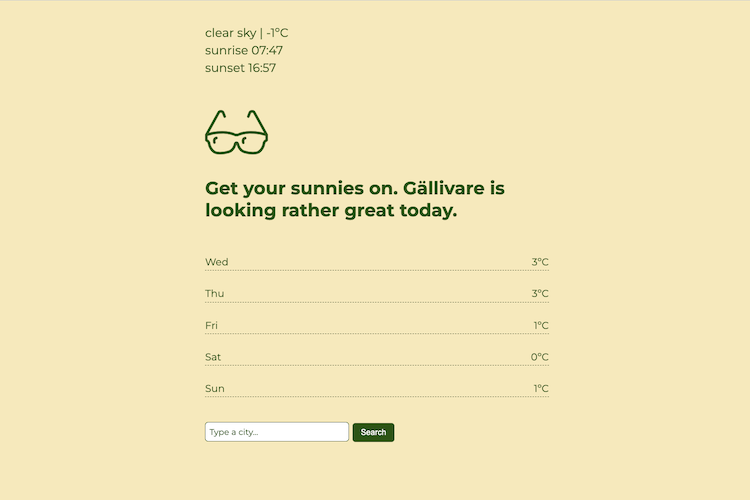 clear sky | -1°C
sunrise 07:47
sunset 16:57
Get your sunnies on. Gällivare is
looking rather great today.
Wed 3°C
Thu 3°C
Fri 1°C
Sat 0°C
Sun 1°C
Type a city... Search